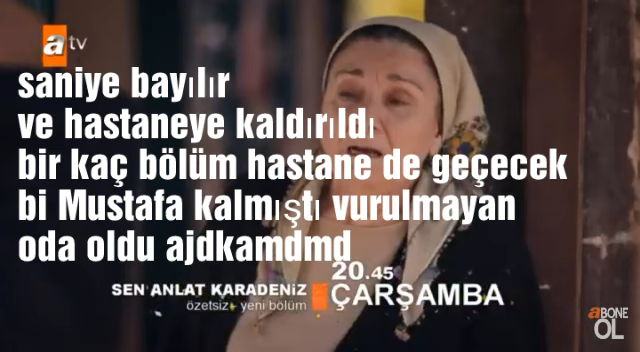 atv
saniye bayılır
ve hastaneye kaldırıldı
bir kaç bölüm hastane de geçecek
bi Mustafa kalmıştı vurulmayan
oda oldu ajdkamdmd
20.45
SEN ANLAT KARADENİZ ÇARŞAMBA
özetsiz + yeni bölüm
aBONE
OL